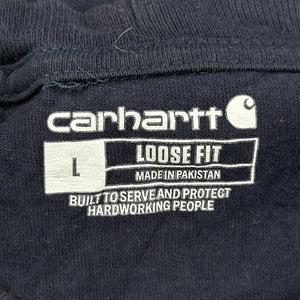 carhartt
L
LOOSE FIT
MADE IN PAKISTAN
BUILT TO SERVE AND PROTECT
HARDWORKING PEOPLE